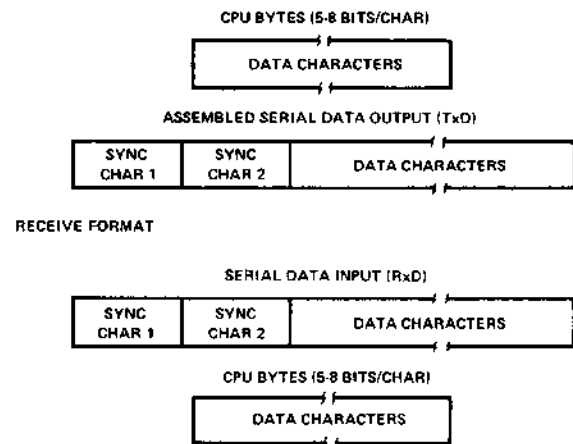 CPU BYTES (5-8 BITS/CHAR)
DATA CHARACTERS
ASSEMBLED SERIAL DATA OUTPUT (TxD)
SYNC CHAR 1
SYNC CHAR 2
DATA CHARACTERS
RECEIVE FORMAT
SERIAL DATA INPUT (RxD)
SYNC CHAR 1
SYNC CHAR 2
DATA CHARACTERS
CPU BYTES (5-8 BITS/CHAR)
DATA CHARACTERS